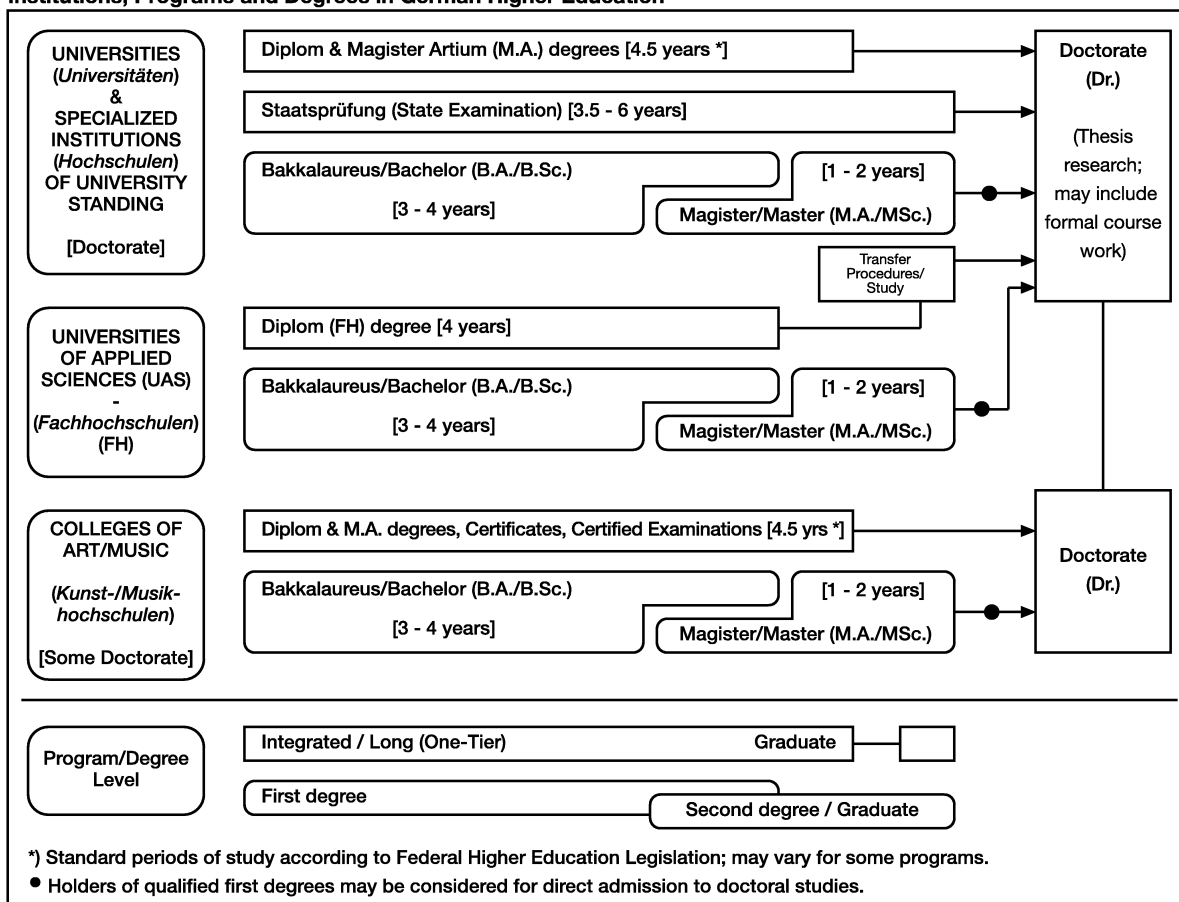 Institutions, Programs and Degrees in German Higher Education
UNIVERSITIES
(Universitäten)
&
SPECIALIZED
INSTITUTIONS
(Hochschulen)
OF UNIVERSITY
STANDING
[Doctorate]
Diplom & Magister Artium (M.A.) degrees [4.5 years *]
Staatsprüfung (State Examination) [3.5 - 6 years]
Bakkalaureus/Bachelor (B.A./B.Sc.)
[3 - 4 years]
[1 - 2 years]
Magister/Master (M.A./MSc.)
Transfer
Procedures/
Study
Doctorate
(Dr.)
(Thesis
research;
may include
formal course
work)
UNIVERSITIES
OF APPLIED
SCIENCES (UAS)
-
(Fachhochschulen)
(FH)
Diplom (FH) degree [4 years]
Bakkalaureus/Bachelor (B.A./B.Sc.)
[3 - 4 years]
[1 - 2 years]
Magister/Master (M.A./MSc.)
COLLEGES OF
ART/MUSIC
(Kunst-/Musik-
hochschulen)
[Some Doctorate]
Diplom & M.A. degrees, Certificates, Certified Examinations [4.5 yrs *]
Bakkalaureus/Bachelor (B.A./B.Sc.)
[3 - 4 years]
[1 - 2 years]
Magister/Master (M.A./MSc.)
Doctorate
(Dr.)
Program/Degree
Level
Integrated / Long (One-Tier)
Graduate
First degree
Second degree / Graduate
*) Standard periods of study according to Federal Higher Education Legislation; may vary for some programs.
● Holders of qualified first degrees may be considered for direct admission to doctoral studies.